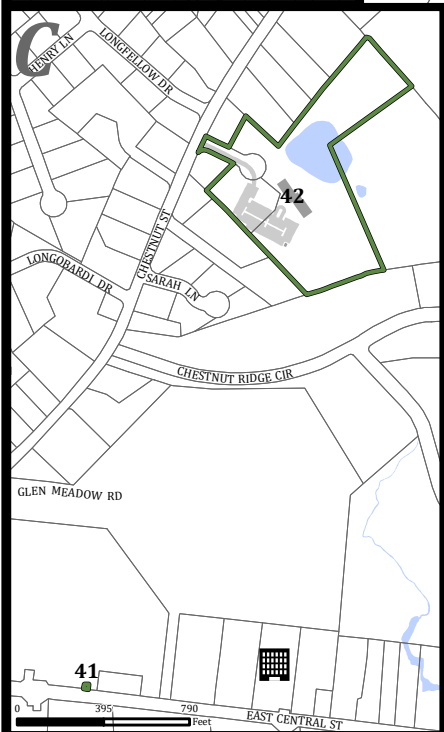 C
HENRY LN
LONGFELLOW DR
42
CHESTNUT ST
LONGOBARDI DR
SARAH LN
CHESTNUT RIDGE CIR
GLEN MEADOW RD
41
0 395 790
Feet
EAST CENTRAL ST